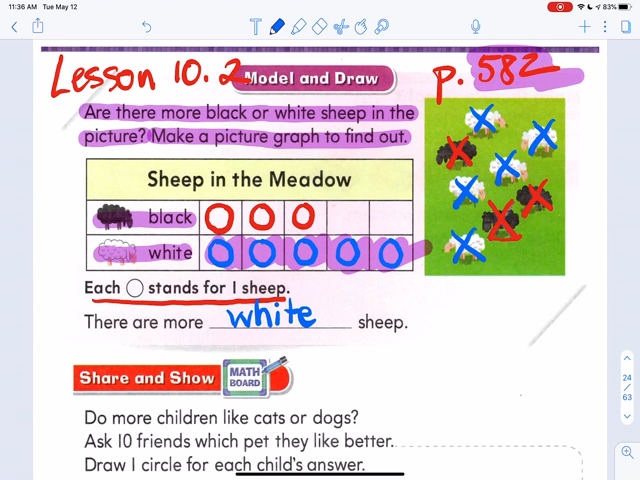 11:36 AM Tue May 12
83%
Lesson 10.2
Model and Draw
p. 582
Are there more black or white sheep in the
picture? Make a picture graph to find out.
Sheep in the Meadow
black
white
Each ○ stands for 1 sheep.
There are more white sheep.
Share and Show
MATH
BOARD
Do more children like cats or dogs?
Ask 10 friends which pet they like better.
Draw 1 circle for each child's answer.
24
/
63